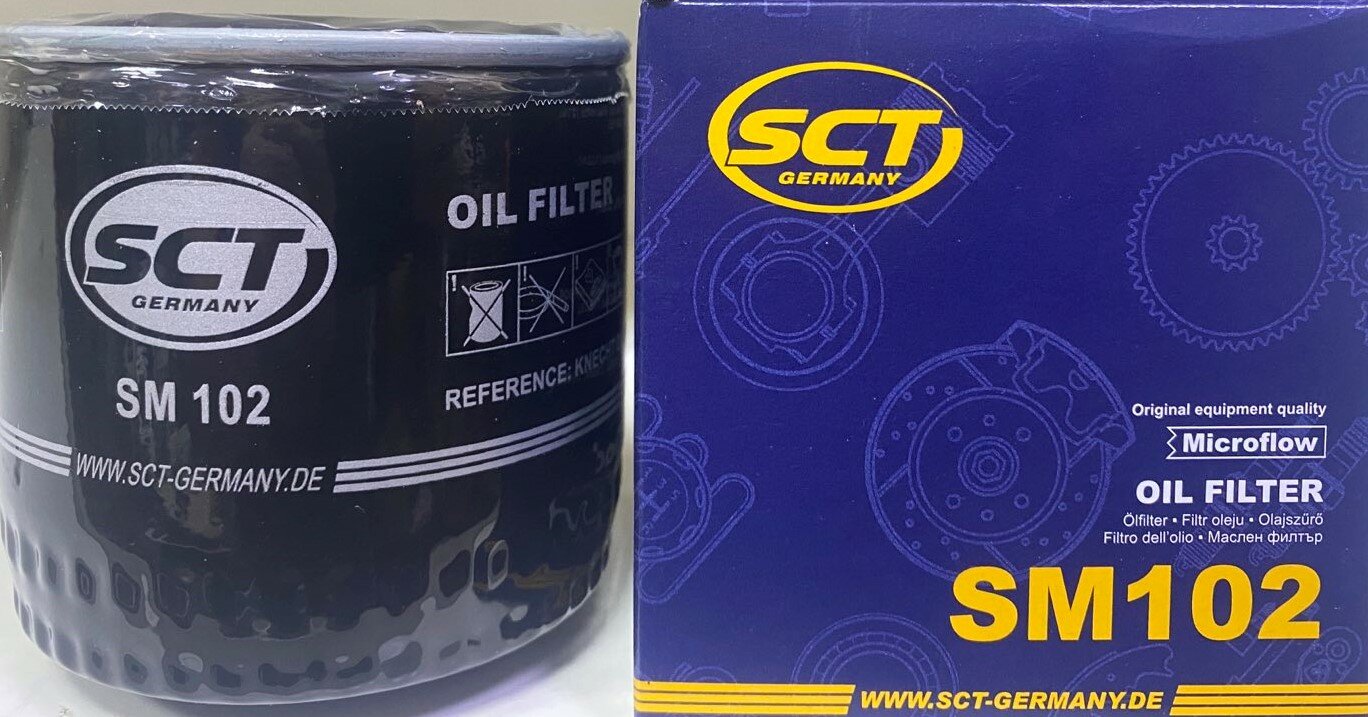 SCT
GERMANY
SM 102
WWW.SCT-GERMANY.DE
OIL FILTER
REFERENCE: KNECHT
SCT
GERMANY
Original equipment quality
Microflow
OIL FILTER
Ölfilter • Filtr oleju • Olajszűrő
Filtro dell'olio • Маслен филтър
SM102
WWW.SCT-GERMANY.DE